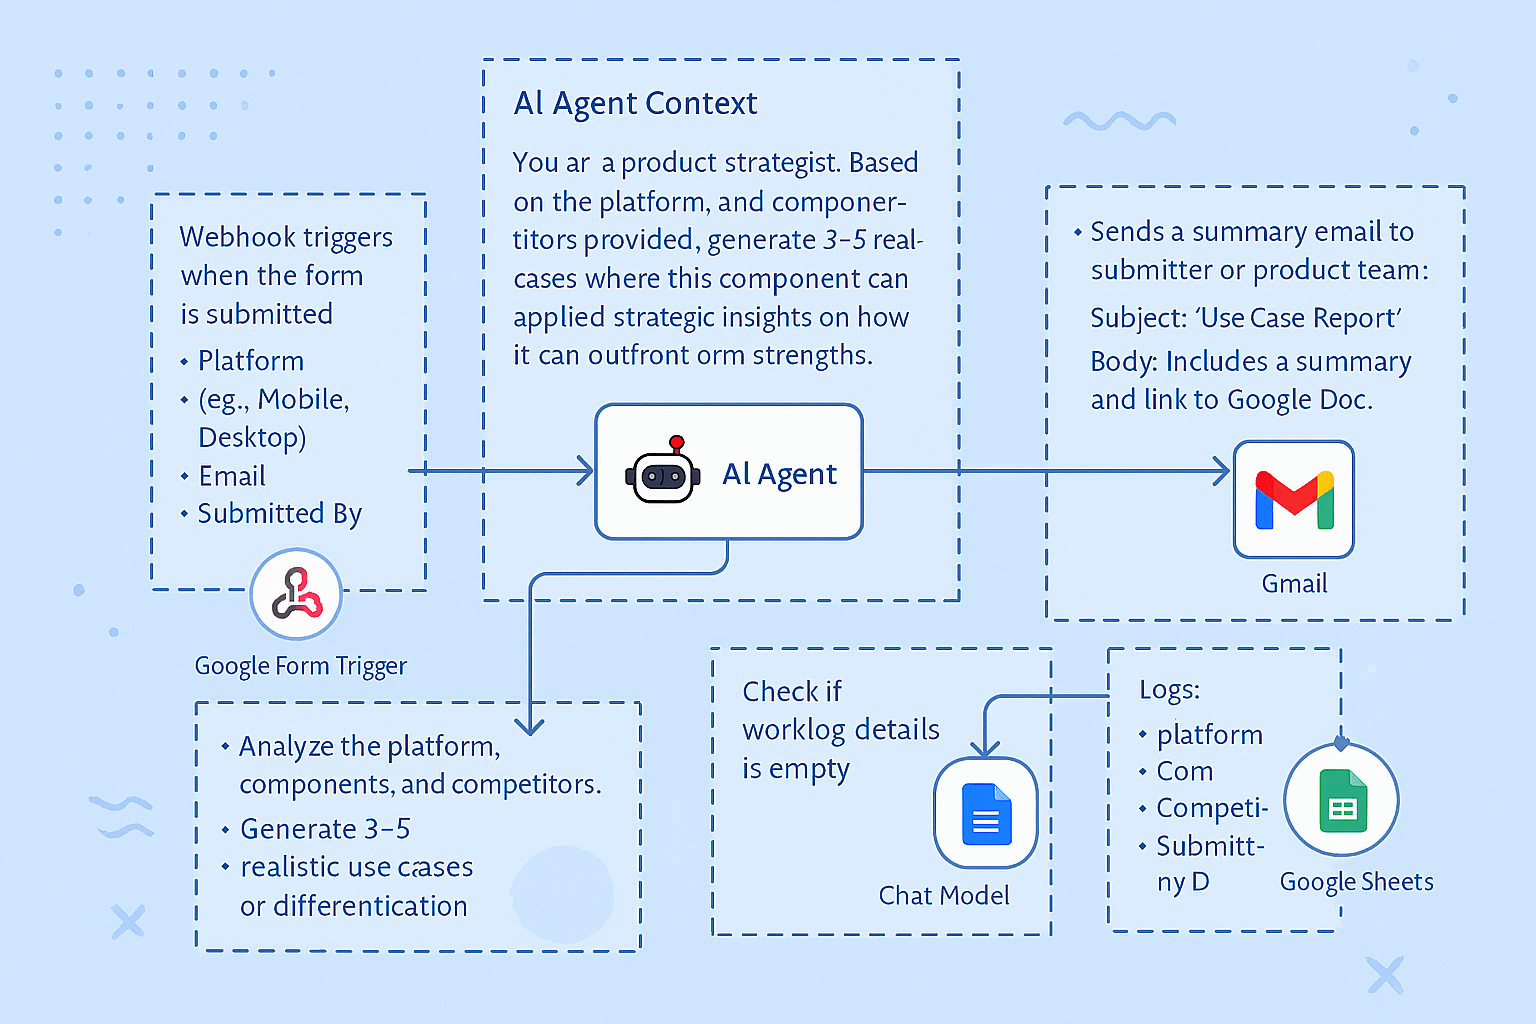 Webhook triggers
when the form
is submitted
• Platform
• (eg., Mobile,
Desktop)
• Email
• Submitted By
Google Form Trigger
AI Agent Context
You ar a product strategist. Based
on the platform, and componer-
titors provided, generate 3–5 real-
cases where this component can
applied strategic insights on how
it can outfront orm strengths.
AI Agent
• Sends a summary email to
submitter or product team:
Subject: ‘Use Case Report’
Body: Includes a summary
and link to Google Doc.
Gmail
• Analyze the platform,
components, and competitors.
• Generate 3–5
• realistic use cases
or differentication
Check if
worklog details
is empty
Chat Model
Logs:
• platform
• Com
• Competi-
• Submitt-
ny D
Google Sheets